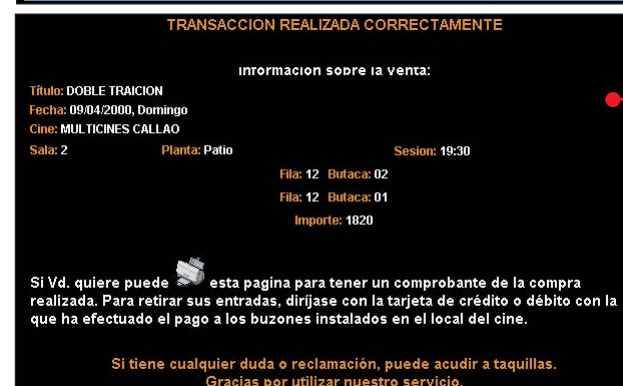 TRANSACCION REALIZADA CORRECTAMENTE
Información sobre la venta:
Título: DOBLE TRAICION
Fecha: 09/04/2000, Domingo
Cine: MULTICINES CALLAO
Sala: 2 Planta: Patio Sesion: 19:30
Fila: 12 Butaca: 02
Fila: 12 Butaca: 01
Importe: 1820
Si Vd. quiere puede esta pagina para tener un comprobante de la compra
realizada. Para retirar sus entradas, diríjase con la tarjeta de crédito o débito con la
que ha efectuado el pago a los buzones instalados en el local del cine.
Si tiene cualquier duda o reclamación, puede acudir a taquillas.
Gracias por utilizar nuestro servicio.